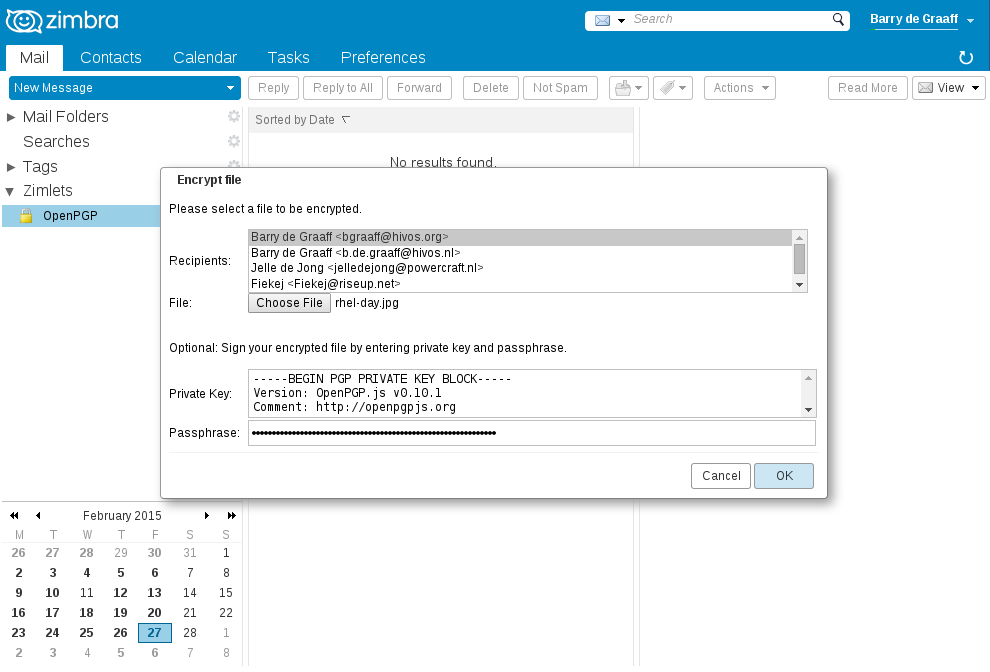 zimbra
Search
Barry de Graaff
Mail Contacts Calendar Tasks Preferences
New Message
Reply Reply to All Forward Delete Not Spam Actions Read More View
Mail Folders
Searches
Tags
Zimlets
OpenPGP
Sorted by Date
No results found.
Encrypt file
Please select a file to be encrypted.
Recipients:
Barry de Graaff <bgraaff@hivos.org>
Barry de Graaff <b.de.graaff@hivos.nl>
Jelle de Jong <jelledejong@powercraft.nl>
Fiekej <Fiekej@riseup.net>
File: Choose File rhel-day.jpg
Optional: Sign your encrypted file by entering private key and passphrase.
Private Key:
-----BEGIN PGP PRIVATE KEY BLOCK-----
Version: OpenPGP.js v0.10.1
Comment: http://openpgpjs.org
Passphrase:
Cancel OK
February 2015
M T W T F S S
26 27 28 29 30 31 1
2 3 4 5 6 7 8
9 10 11 12 13 14 15
16 17 18 19 20 21 22
23 24 25 26 27 28 1
2 3 4 5 6 7 8